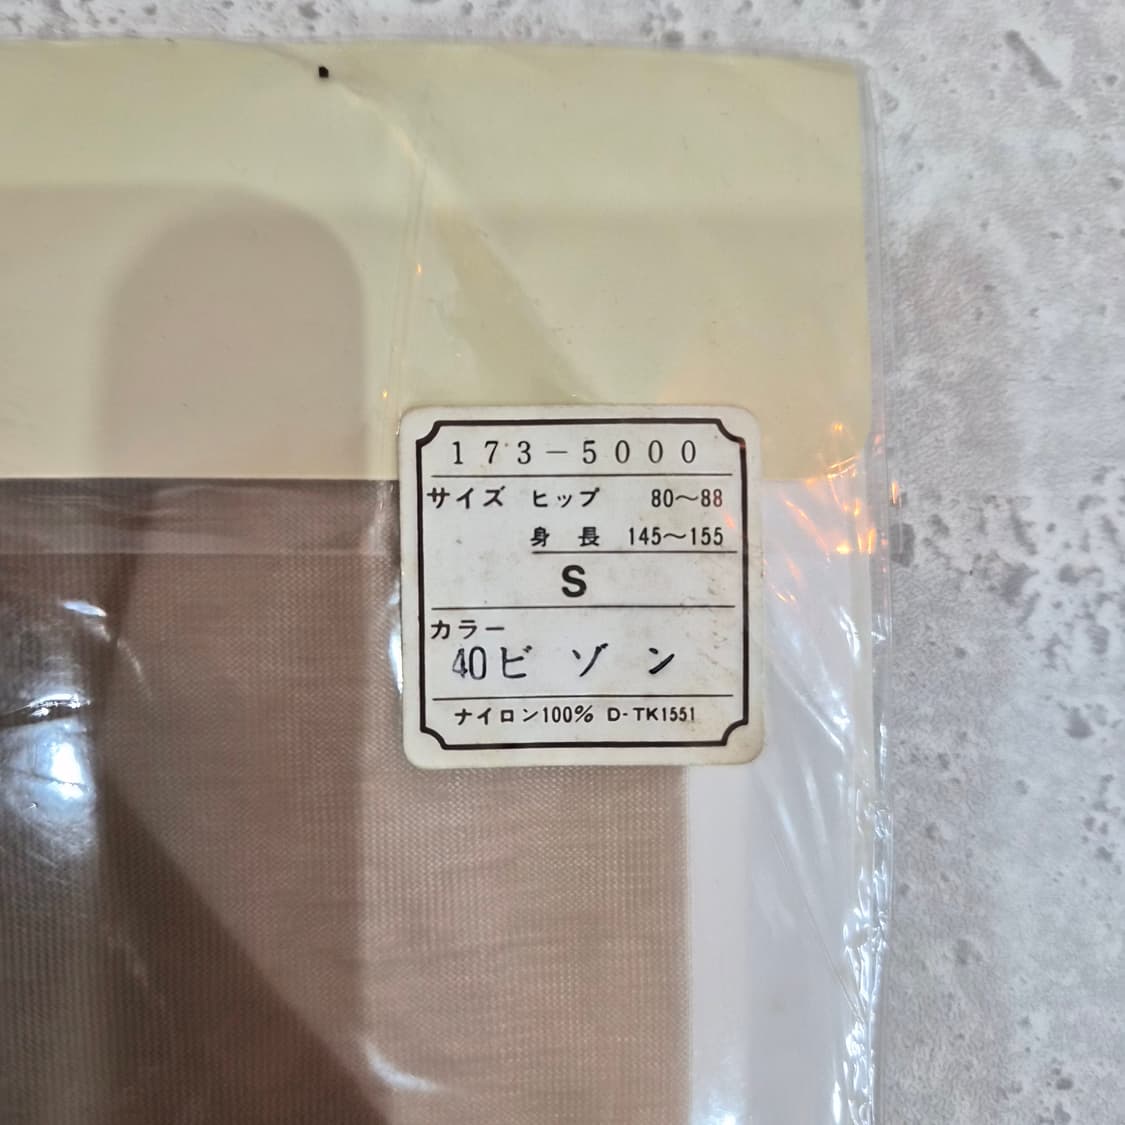 173-5000
サイズ ヒップ 80〜88
身長 145〜155
S
カラー
40ビゾン
ナイロン100% D-TK1551